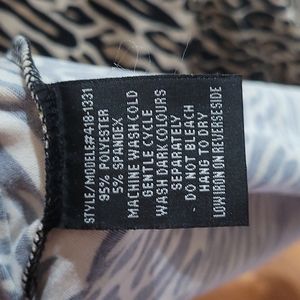 STYLE/MODELE#418-1331
95% POLYESTER
5% SPANDEX
MACHINE WASH COLD
GENTLE CYCLE
WASH DARK COLOURS
SEPARATELY
DO NOT BLEACH
HANG TO DRY
LOW IRON ON REVERSE SIDE